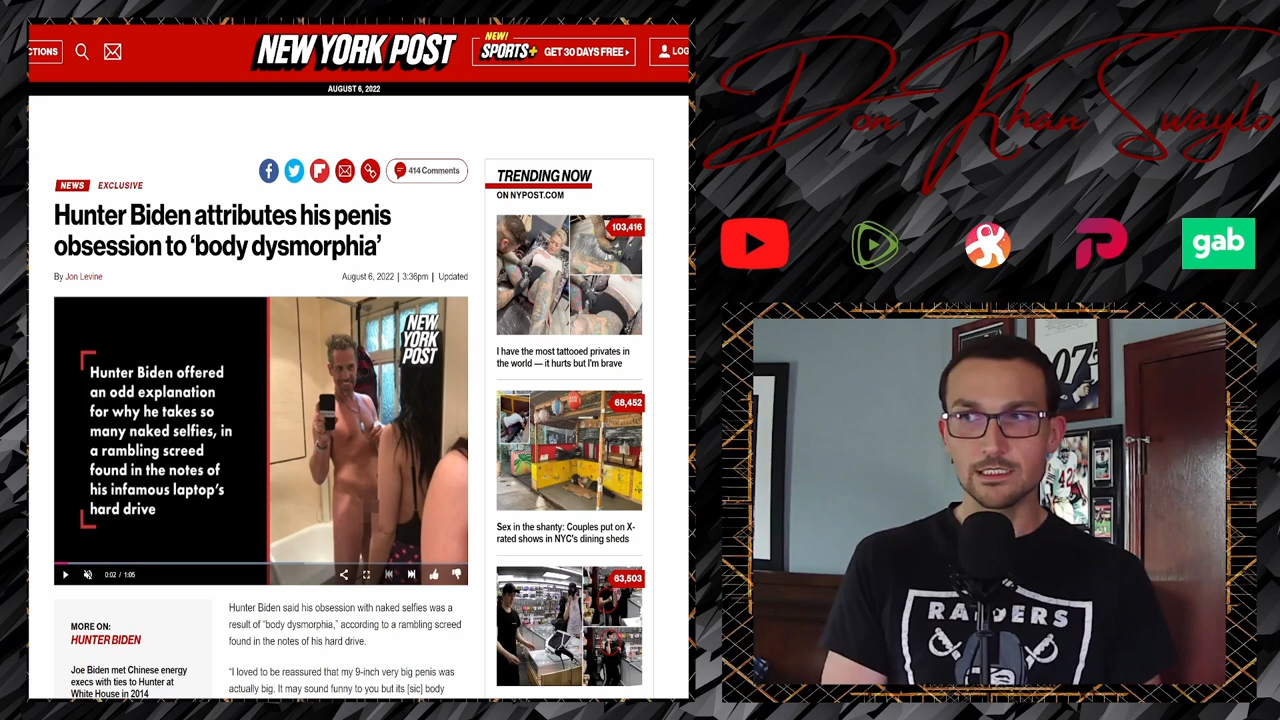 CTIONS
NEW YORK POST
NEW!
SPORTS+ GET 30 DAYS FREE
LOG
AUGUST 6, 2022
414 Comments
NEWS EXCLUSIVE
Hunter Biden attributes his penis
obsession to ‘body dysmorphia’
By Jon Levine
August 6, 2022 | 3:36pm | Updated
NEW
YORK
POST
Hunter Biden offered
an odd explanation
for why he takes so
many naked selfies, in
a rambling screed
found in the notes of
his infamous laptop’s
hard drive
0:02 / 1:05
MORE ON:
HUNTER BIDEN
Joe Biden met Chinese energy
execs with ties to Hunter at
White House in 2014
Hunter Biden said his obsession with naked selfies was a
result of “body dysmorphia,” according to a rambling screed
found in the notes of his hard drive.
“I loved to be reassured that my 9-inch very big penis was
actually big. It may sound funny to you but its [sic] body
TRENDING NOW
ON NYPOST.COM
103,416
I have the most tattooed privates in
the world — it hurts but I’m brave
68,452
Sex in the shanty: Couples put on X-
rated shows in NYC’s dining sheds
63,503
Don Khan Swaylo
gab
07
42
RAIDERS